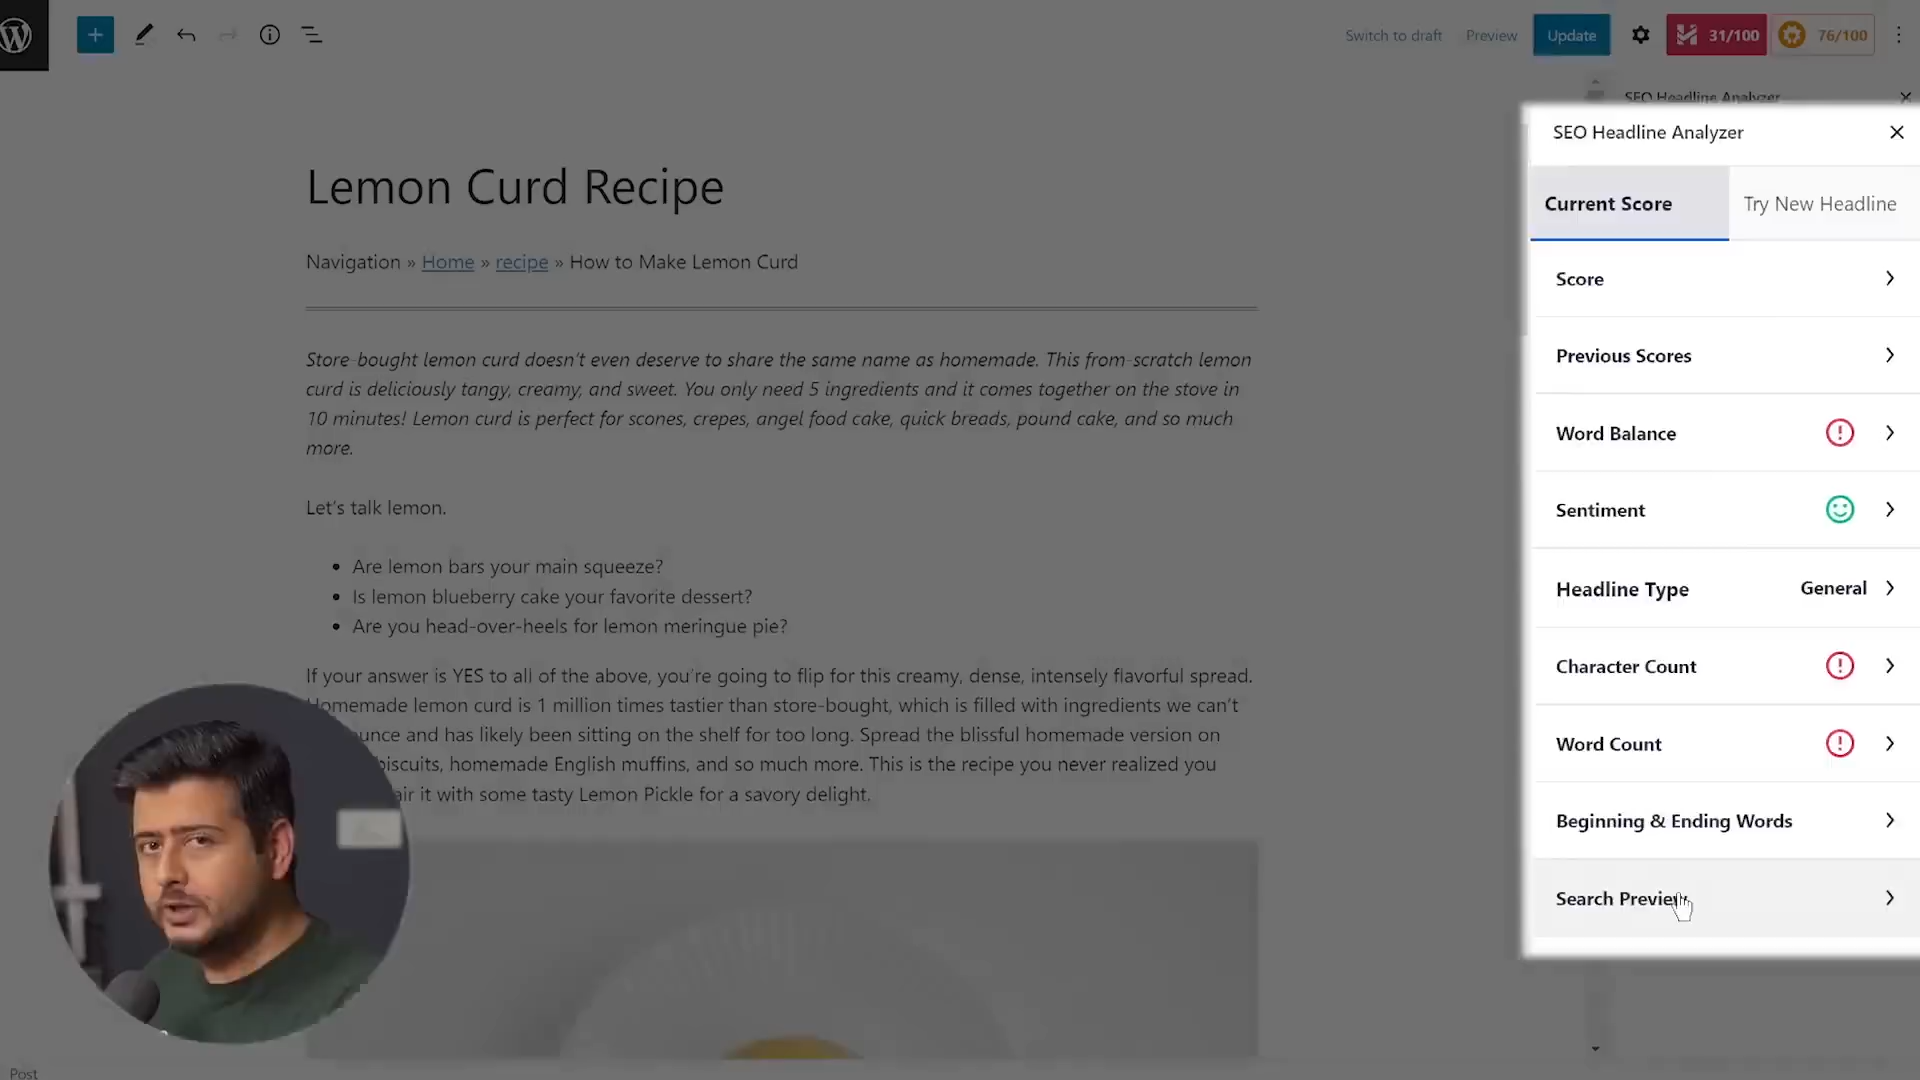 Switch to draft
Preview
Update
31/100
76/100
SEO Headline Analyzer
SEO Headline Analyzer
Current Score
Try New Headline
Score
Previous Scores
Word Balance
Sentiment
Headline Type
General
Character Count
Word Count
Beginning & Ending Words
Search Preview
Lemon Curd Recipe
Navigation » Home » recipe » How to Make Lemon Curd
Store-bought lemon curd doesn't even deserve to share the same name as homemade. This from-scratch lemon
curd is deliciously tangy, creamy, and sweet. You only need 5 ingredients and it comes together on the stove in
10 minutes! Lemon curd is perfect for scones, crepes, angel food cake, quick breads, pound cake, and so much
more.
Let's talk lemon.
• Are lemon bars your main squeeze?
• Is lemon blueberry cake your favorite dessert?
• Are you head-over-heels for lemon meringue pie?
If your answer is YES to all of the above, you're going to flip for this creamy, dense, intensely flavorful spread.
Homemade lemon curd is 1 million times tastier than store-bought, which is filled with ingredients we can't
ounce and has likely been sitting on the shelf for too long. Spread the blissful homemade version on
biscuits, homemade English muffins, and so much more. This is the recipe you never realized you
air it with some tasty Lemon Pickle for a savory delight.
Post